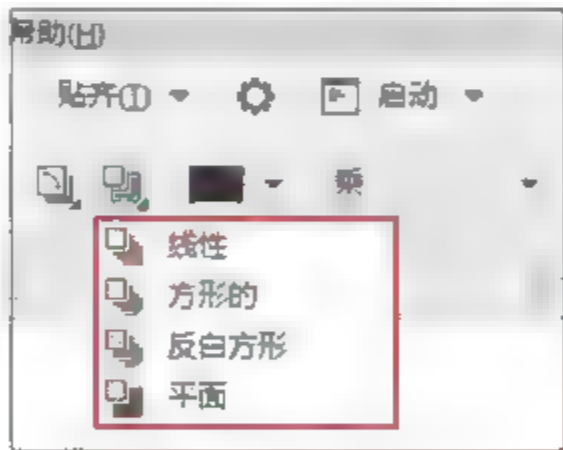 帮助(H)
贴齐(T) 启动
乘
线性
方形的
反白方形
平面